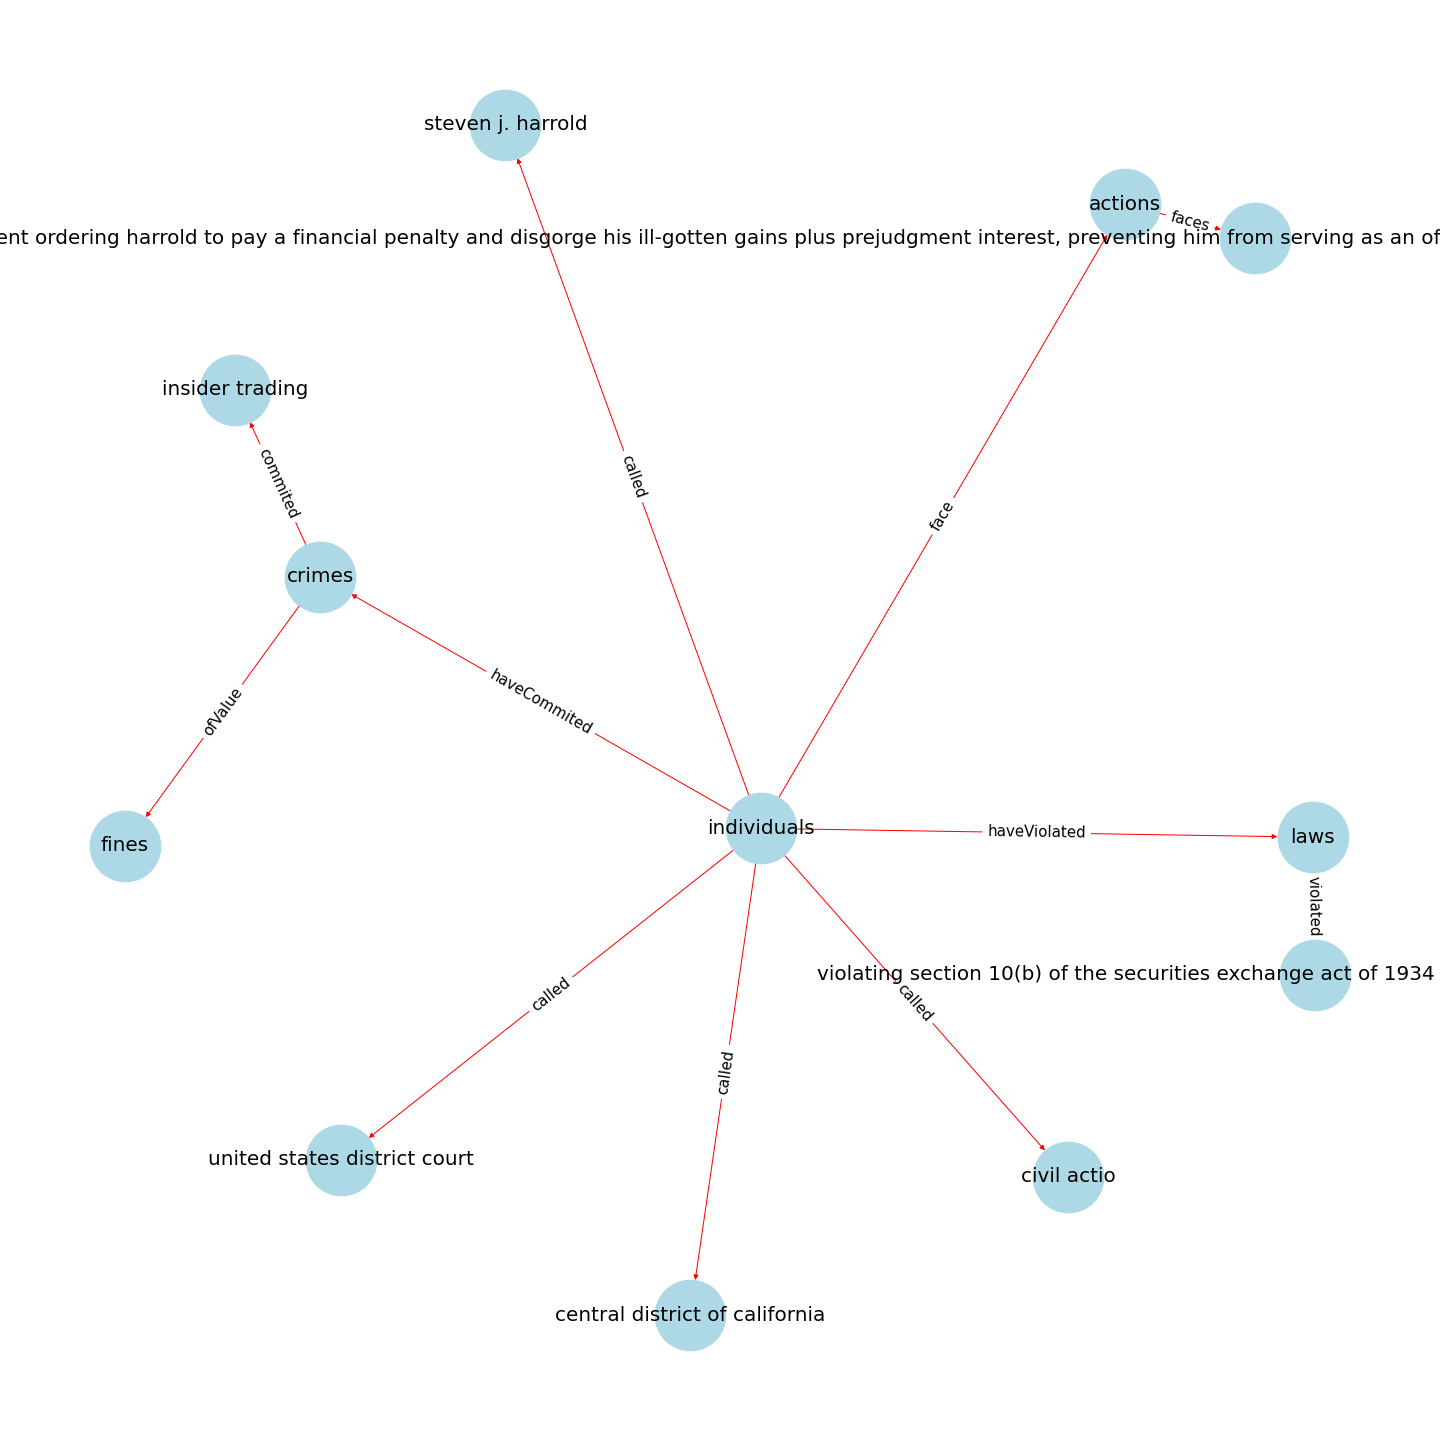 steven j. harrold
actions
faces
ent ordering harrold to pay a financial penalty and disgorge his ill-gotten gains plus prejudgment interest, preventing him from serving as an of
insider trading
commited
called
face
crimes
haveCommited
ofValue
individuals
haveViolated
laws
fines
violated
violating section 10(b) of the securities exchange act of 1934
called
called
called
united states district court
civil actio
central district of california